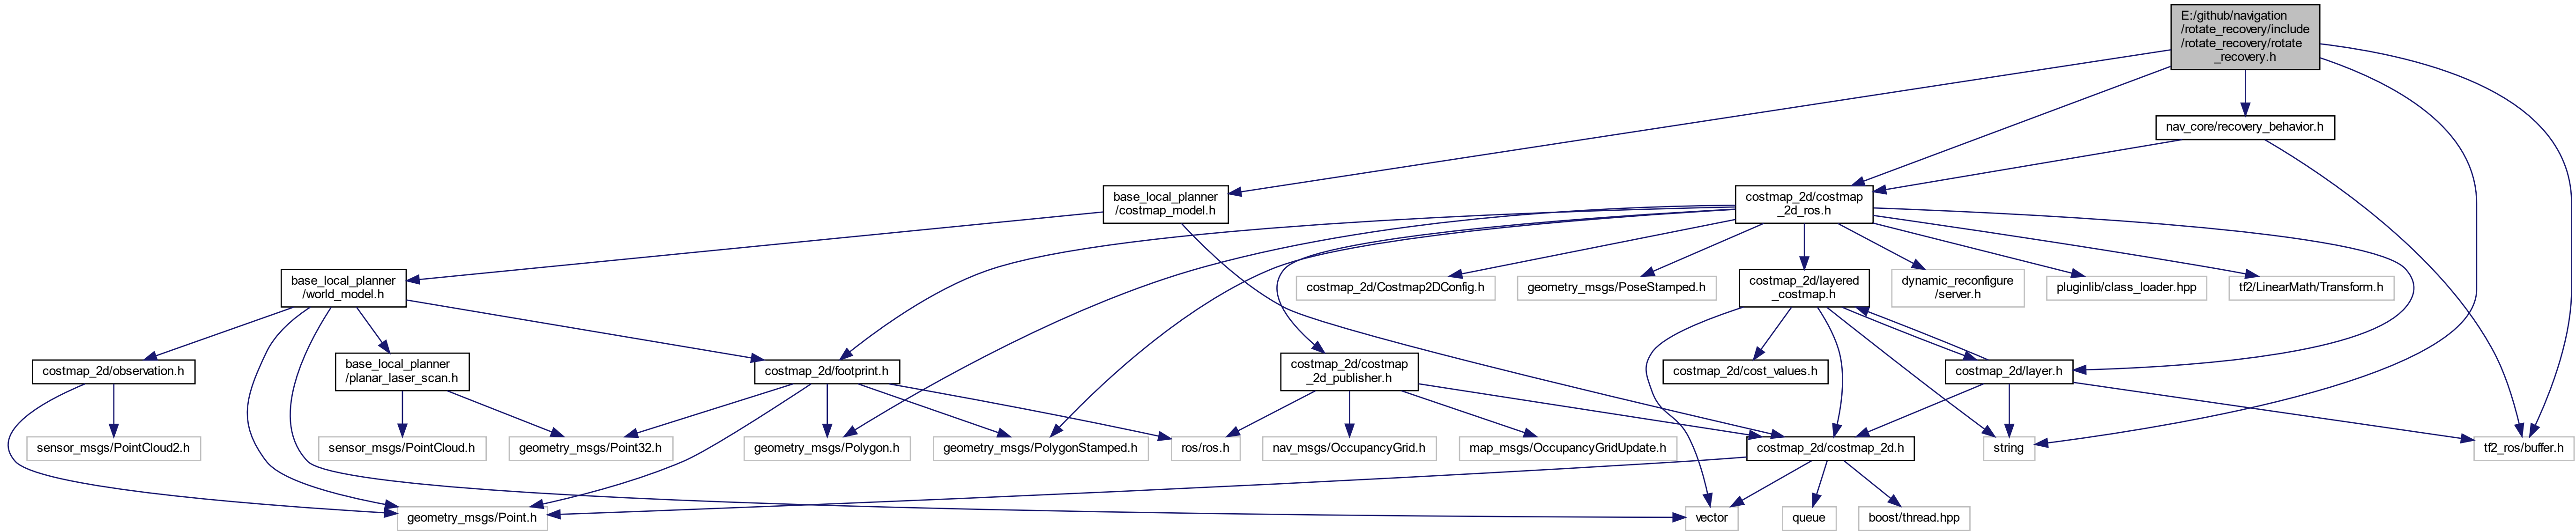 E:/github/navigation
/rotate_recovery/include
/rotate_recovery/rotate
_recovery.h
nav_core/recovery_behavior.h
base_local_planner
/costmap_model.h
costmap_2d/costmap
_2d_ros.h
base_local_planner
/world_model.h
costmap_2d/Costmap2DConfig.h
geometry_msgs/PoseStamped.h
costmap_2d/layered
_costmap.h
dynamic_reconfigure
/server.h
pluginlib/class_loader.hpp
tf2/LinearMath/Transform.h
costmap_2d/observation.h
base_local_planner
/planar_laser_scan.h
costmap_2d/footprint.h
costmap_2d/costmap
_2d_publisher.h
costmap_2d/cost_values.h
costmap_2d/layer.h
sensor_msgs/PointCloud2.h
sensor_msgs/PointCloud.h
geometry_msgs/Point32.h
geometry_msgs/Polygon.h
geometry_msgs/PolygonStamped.h
ros/ros.h
nav_msgs/OccupancyGrid.h
map_msgs/OccupancyGridUpdate.h
costmap_2d/costmap_2d.h
string
tf2_ros/buffer.h
geometry_msgs/Point.h
vector
queue
boost/thread.hpp